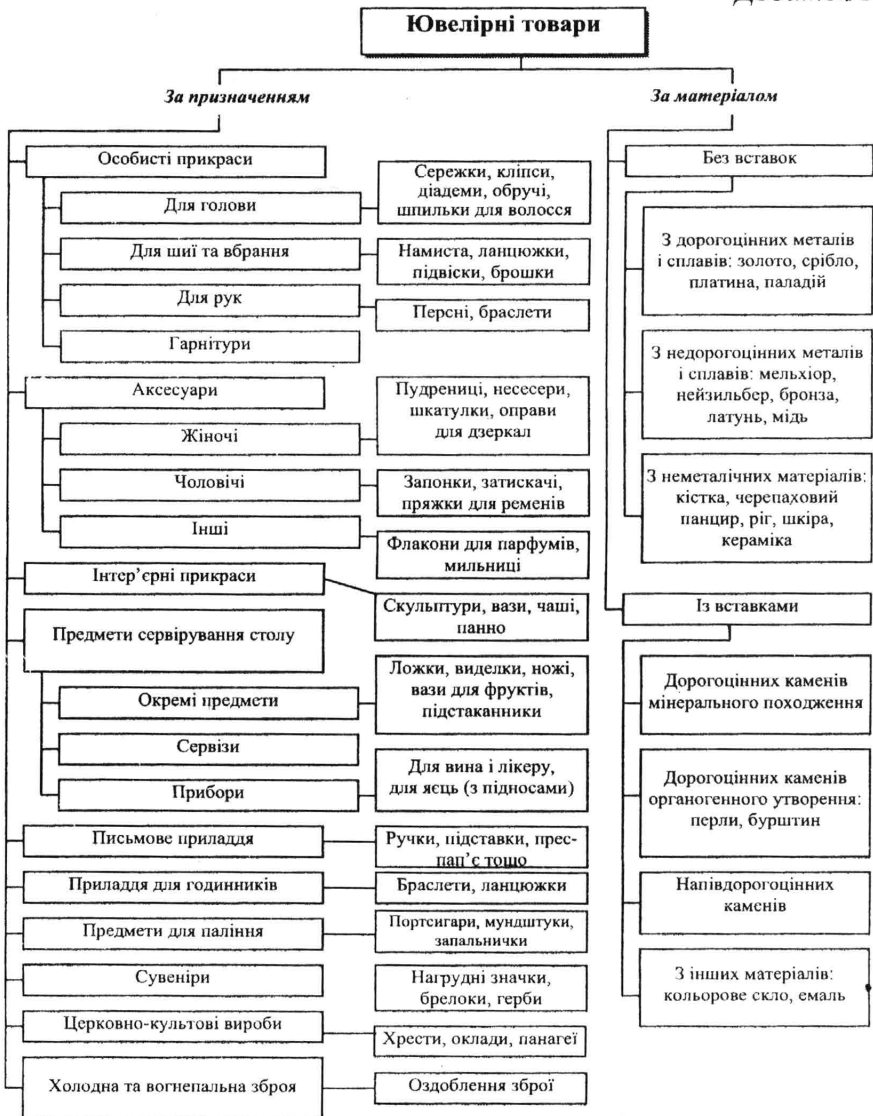 Ювелірні товари
За призначенням
Особисті прикраси
Для голови
Сережки, кліпси,
діадеми, обручі,
шпильки для волосся
Для шиї та вбрання
Намиста, ланцюжки,
підвіски, брошки
Для рук
Персні, браслети
Гарнітури
Аксесуари
Жіночі
Пудрениці, несесери,
шкатулки, оправи
для дзеркал
Чоловічі
Запонки, затискачі,
пряжки для ременів
Інші
Флакони для парфумів,
мильниці
Інтер’єрні прикраси
Скульптури, вази, чаші,
панно
Предмети сервірування столу
Окремі предмети
Ложки, виделки, ножі,
вази для фруктів,
підстаканники
Сервізи
Прибори
Для вина і лікеру,
для яєць (з підносами)
Письмове приладдя
Ручки, підставки, прес-
пап’є тощо
Приладдя для годинників
Браслети, ланцюжки
Предмети для паління
Портсигари, мундштуки,
запальнички
Сувеніри
Нагрудні значки,
брелоки, герби
Церковно-культові вироби
Хрести, оклади, панагеї
Холодна та вогнепальна зброя
Оздоблення зброї
За матеріалом
Без вставок
З дорогоцінних металів
і сплавів: золото, срібло,
платина, паладій
З недорогоцінних металів
і сплавів: мельхіор,
нейзильбер, бронза,
латунь, мідь
З неметалічних матеріалів:
кістка, черепаховий
панцир, ріг, шкіра,
кераміка
Із вставками
Дорогоцінних каменів
мінерального походження
Дорогоцінних каменів
органогенного утворення:
перли, бурштин
Напівдорогоцінних
каменів
З інших матеріалів:
кольорове скло, емаль